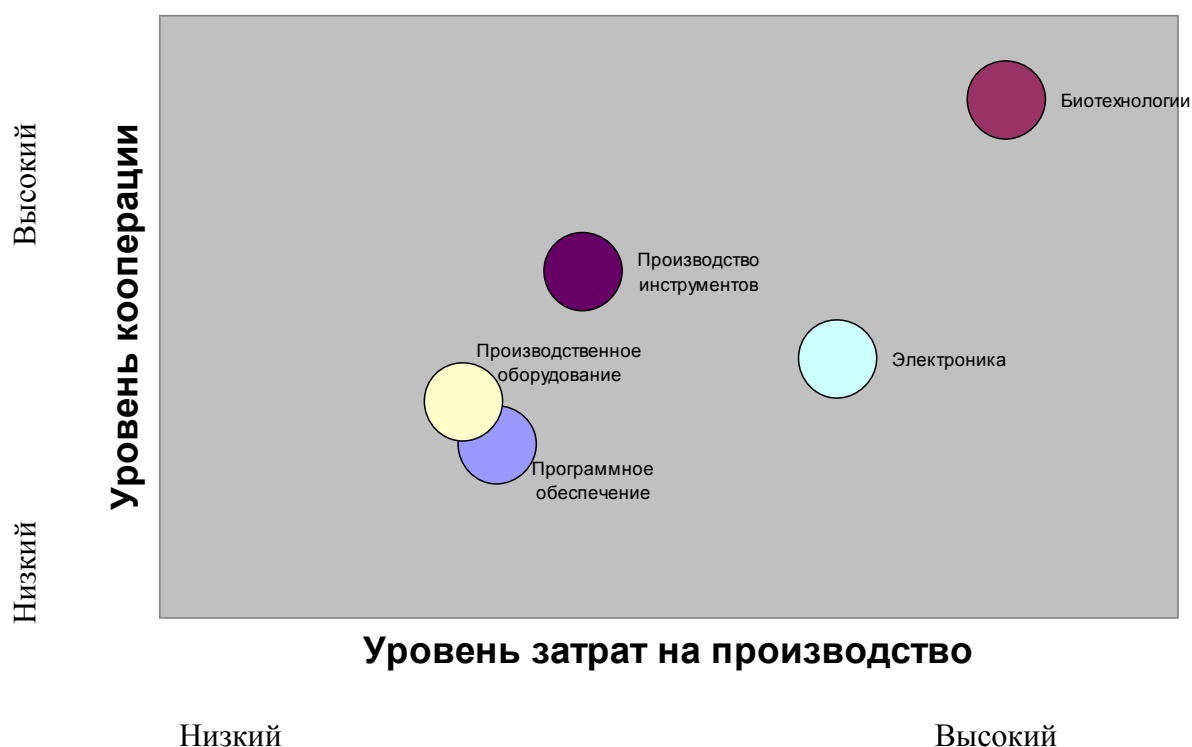 Высокий
Уровень кооперации
Низкий
Биотехнологии
Производство
инструментов
Производственное
оборудование
Электроника
Программное
обеспечение
Уровень затрат на производство
Низкий
Высокий